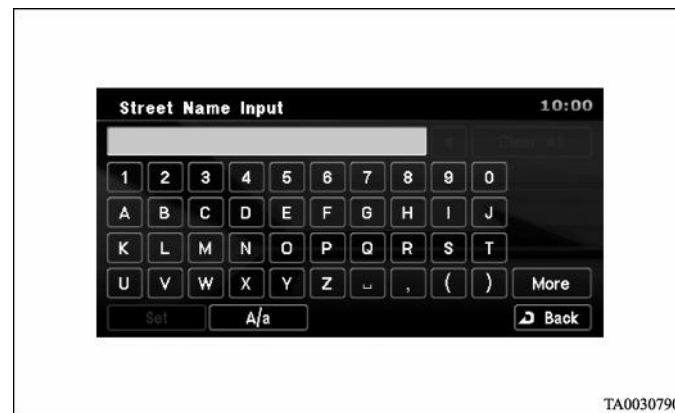 Street Name Input 10:00
◀ Clear All
1 2 3 4 5 6 7 8 9 0
A B C D E F G H I J
K L M N O P Q R S T
U V W X Y Z ␣ , ( ) More
Set A/a Back
TA0030790